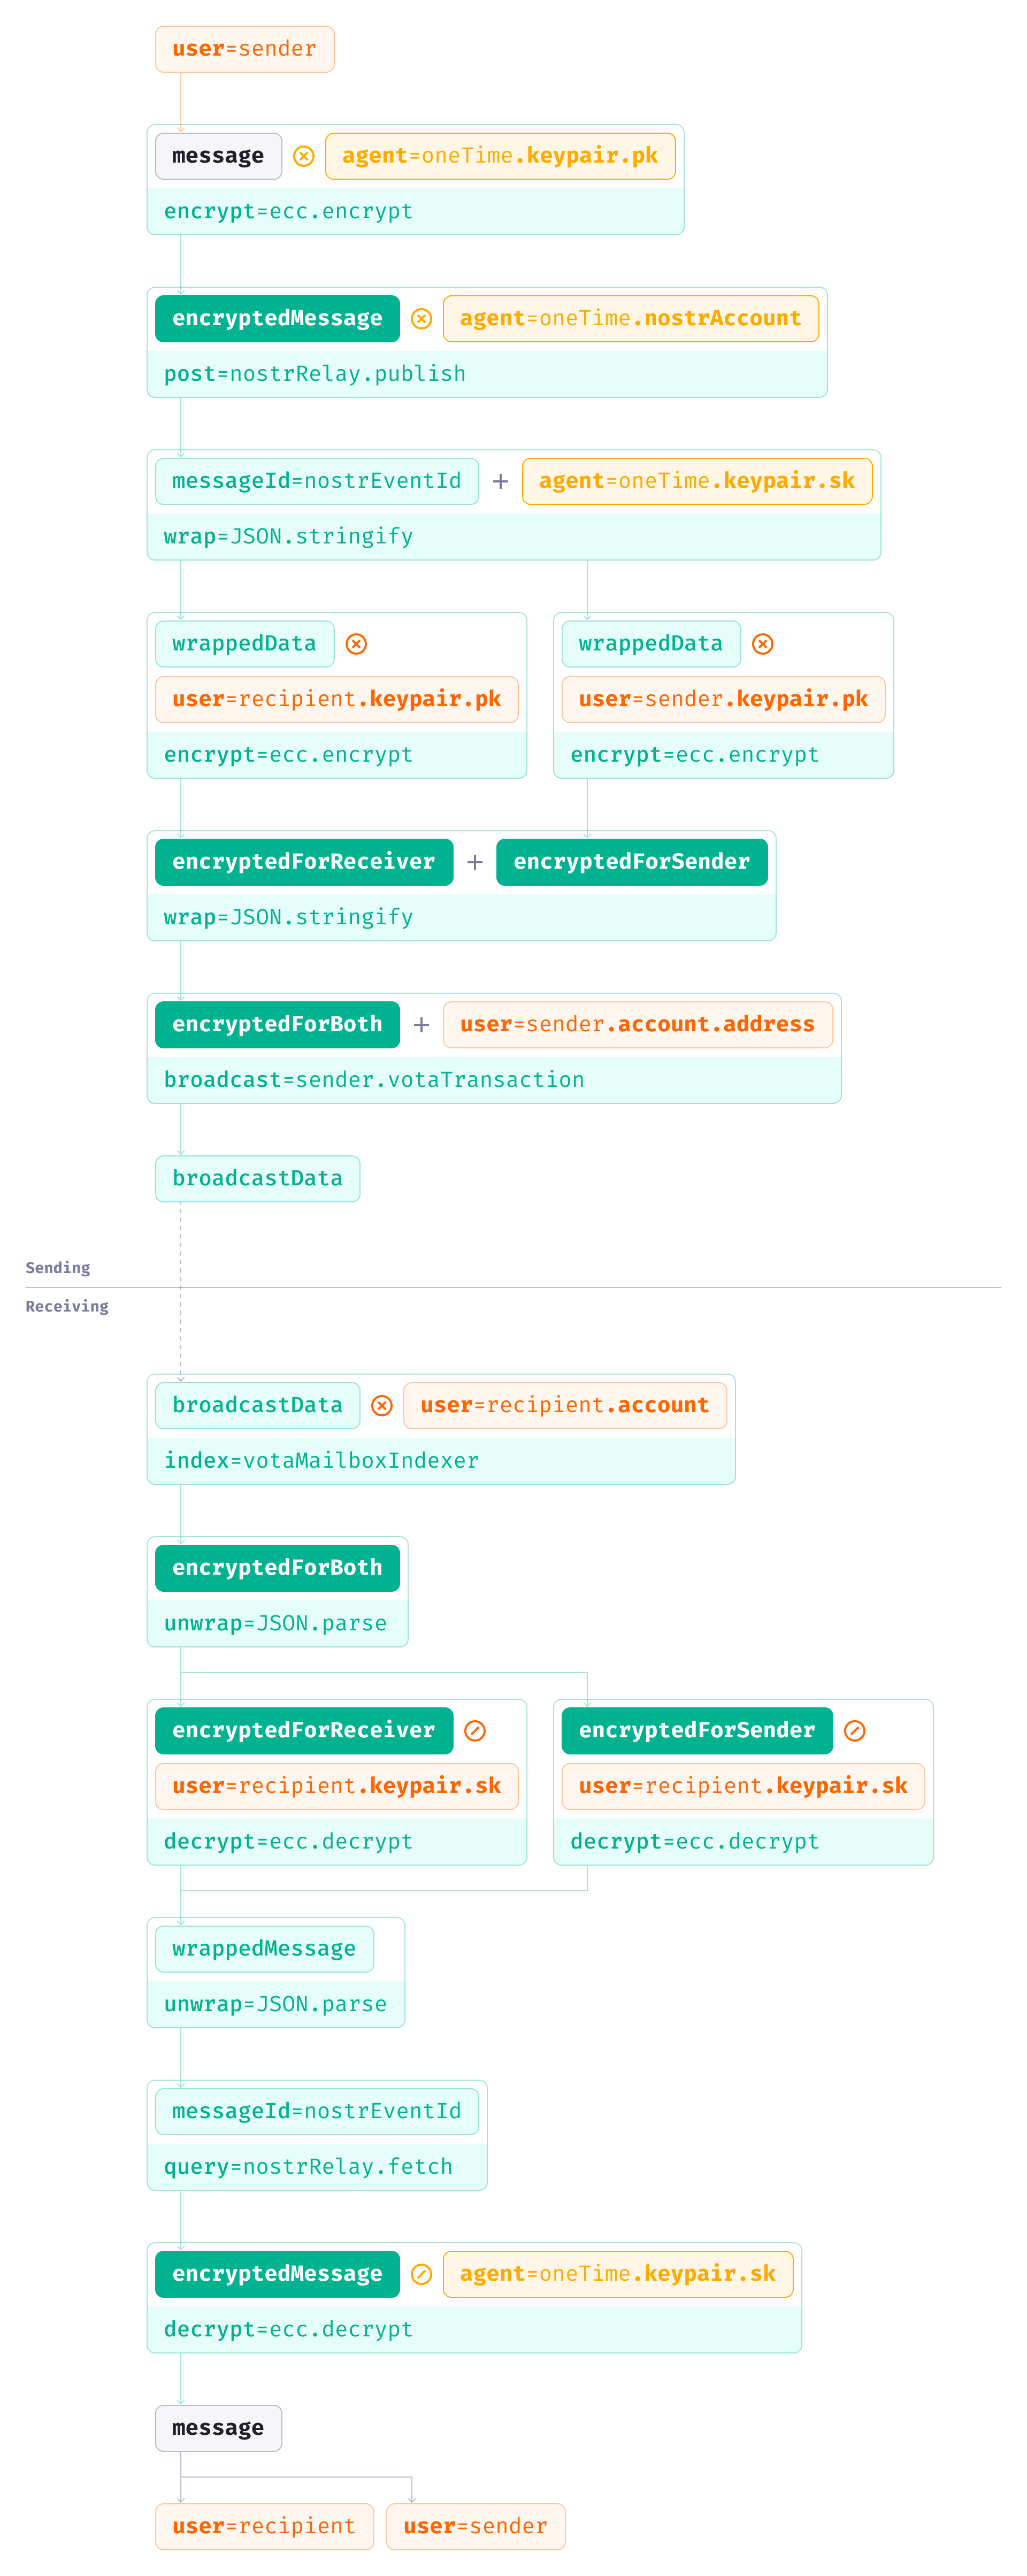 user=sender
message agent=oneTime.keypair.pk
encrypt=ecc.encrypt
encryptedMessage agent=oneTime.nostrAccount
post=nostrRelay.publish
messageId=nostrEventId + agent=oneTime.keypair.sk
wrap=JSON.stringify
wrappedData
user=recipient.keypair.pk
encrypt=ecc.encrypt
wrappedData
user=sender.keypair.pk
encrypt=ecc.encrypt
encryptedForReceiver + encryptedForSender
wrap=JSON.stringify
encryptedForBoth + user=sender.account.address
broadcast=sender.votaTransaction
broadcastData
Sending
Receiving
broadcastData user=recipient.account
index=votaMailboxIndexer
encryptedForBoth
unwrap=JSON.parse
encryptedForReceiver
user=recipient.keypair.sk
decrypt=ecc.decrypt
encryptedForSender
user=recipient.keypair.sk
decrypt=ecc.decrypt
wrappedMessage
unwrap=JSON.parse
messageId=nostrEventId
query=nostrRelay.fetch
encryptedMessage agent=oneTime.keypair.sk
decrypt=ecc.decrypt
message
user=recipient user=sender